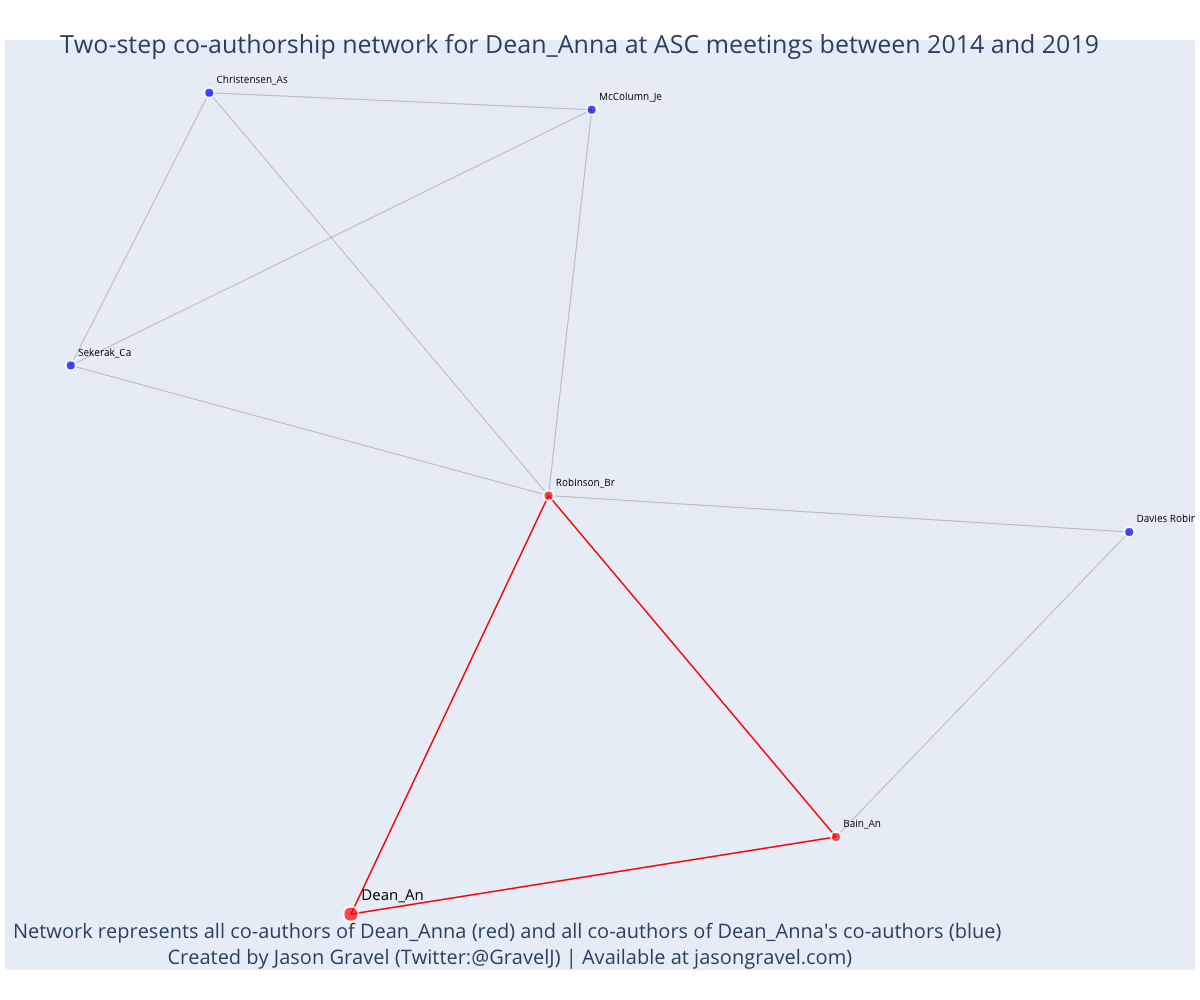 Two-step co-authorship network for Dean_Anna at ASC meetings between 2014 and 2019
Christensen_As
McColumn_Je
Sekerak_Ca
Robinson_Br
Davies Robin
Bain_An
Dean_An
Network represents all co-authors of Dean_Anna (red) and all co-authors of Dean_Anna's co-authors (blue)
Created by Jason Gravel (Twitter:@GravelJ) | Available at jasongravel.com)